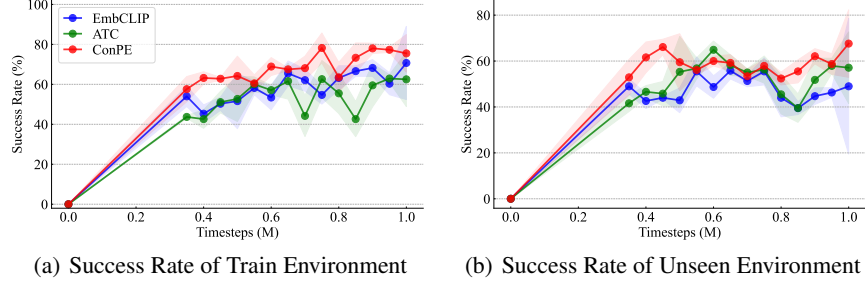 100
80
60
40
20
0
Success Rate (%)
EmbCLIP
ATC
ConPE
0.0
0.2
0.4
0.6
0.8
1.0
Timesteps (M)
(a) Success Rate of Train Environment
80
60
40
20
0
Success Rate (%)
0.0
0.2
0.4
0.6
0.8
1.0
Timesteps (M)
(b) Success Rate of Unseen Environment